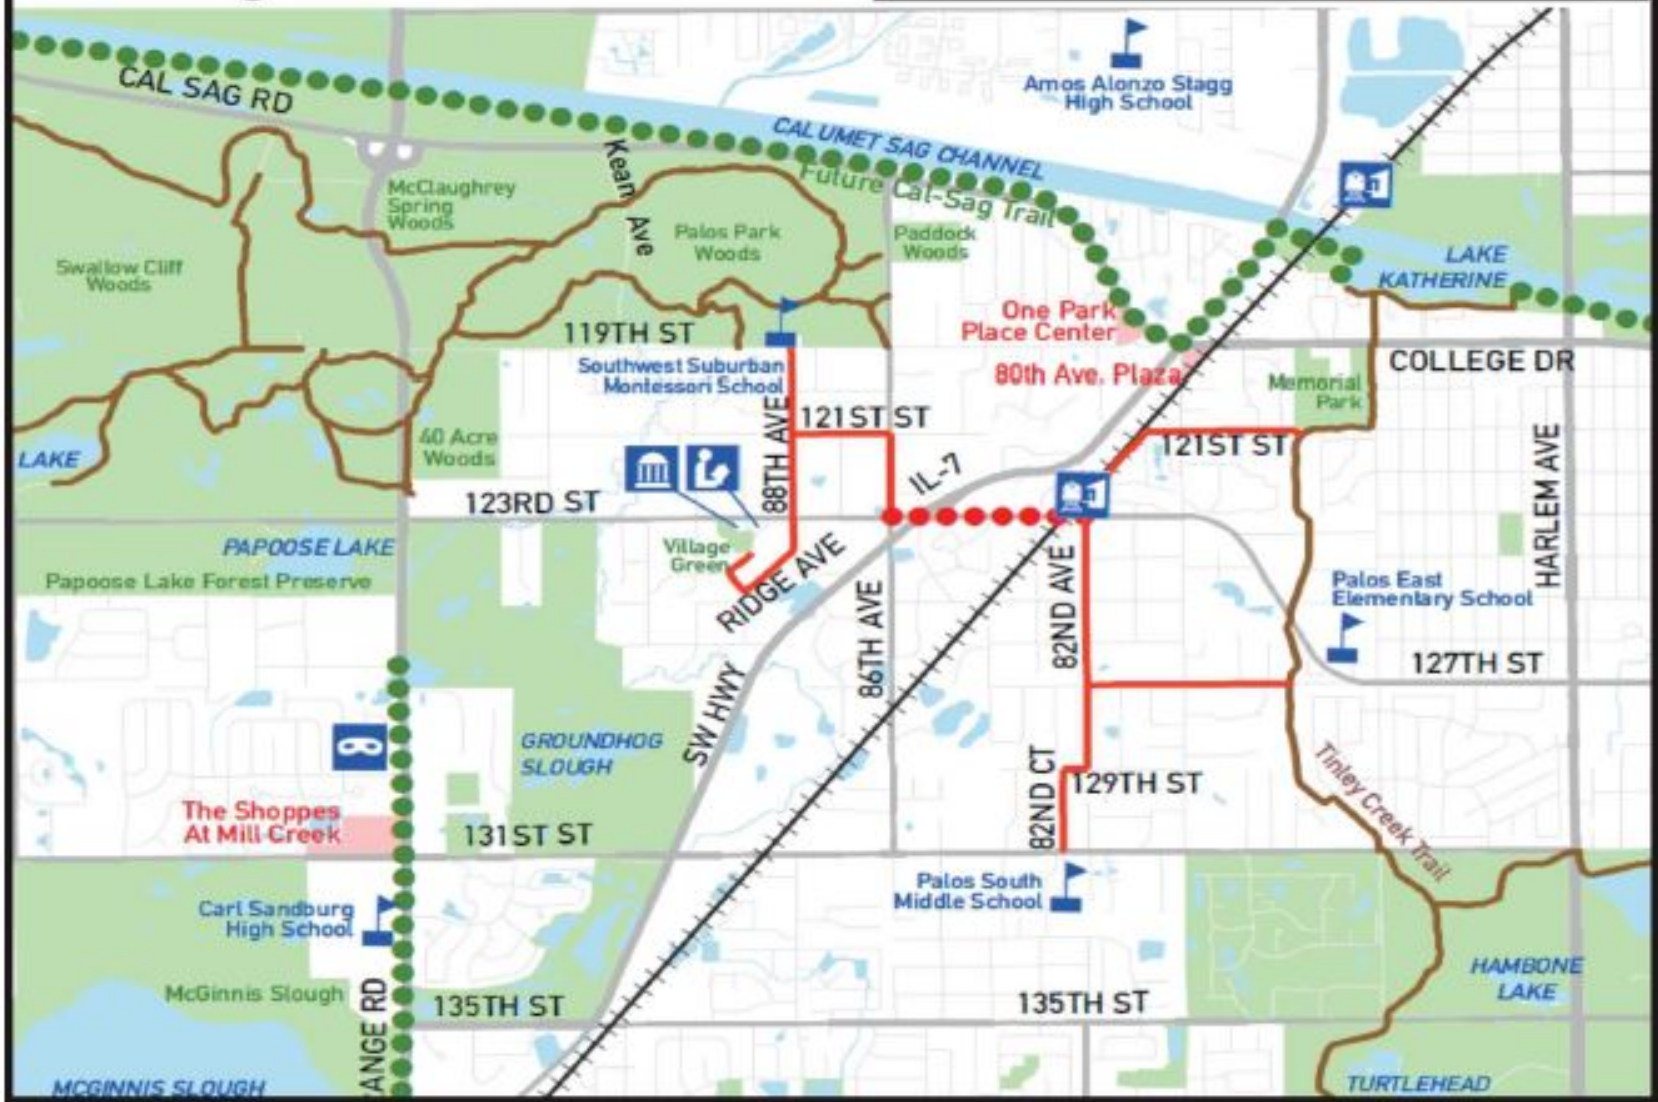 Amos Alonzo Stagg
High School
CAL SAG RD
CALUMET SAG CHANNEL
Kean Ave
Future Cal-Sag Trail
McClaughrey
Spring
Woods
Palos Park
Woods
Paddock
Woods
Swallow Cliff
Woods
LAKE
KATHERINE
One Park
Place Center
119TH ST
COLLEGE DR
Southwest Suburban
Montessori School
80th Ave. Plaza
Memorial
Park
88TH AVE
121ST ST
121ST ST
40 Acre
Woods
LAKE
IL-7
HARLEM AVE
123RD ST
PAPOOSE LAKE
Village
Green
RIDGE AVE
Papoose Lake Forest Preserve
86TH AVE
82ND AVE
Palos East
Elementary School
127TH ST
SW HWY
GROUNDHOG
SLOUGH
82ND CT
129TH ST
Tinley Creek Trail
The Shoppes
At Mill Creek
131ST ST
Palos South
Middle School
Carl Sandburg
High School
HAMBONE
LAKE
McGinnis Slough
ANGE RD
135TH ST
135TH ST
MCGINNIS SLOUGH
TURTLEHEAD